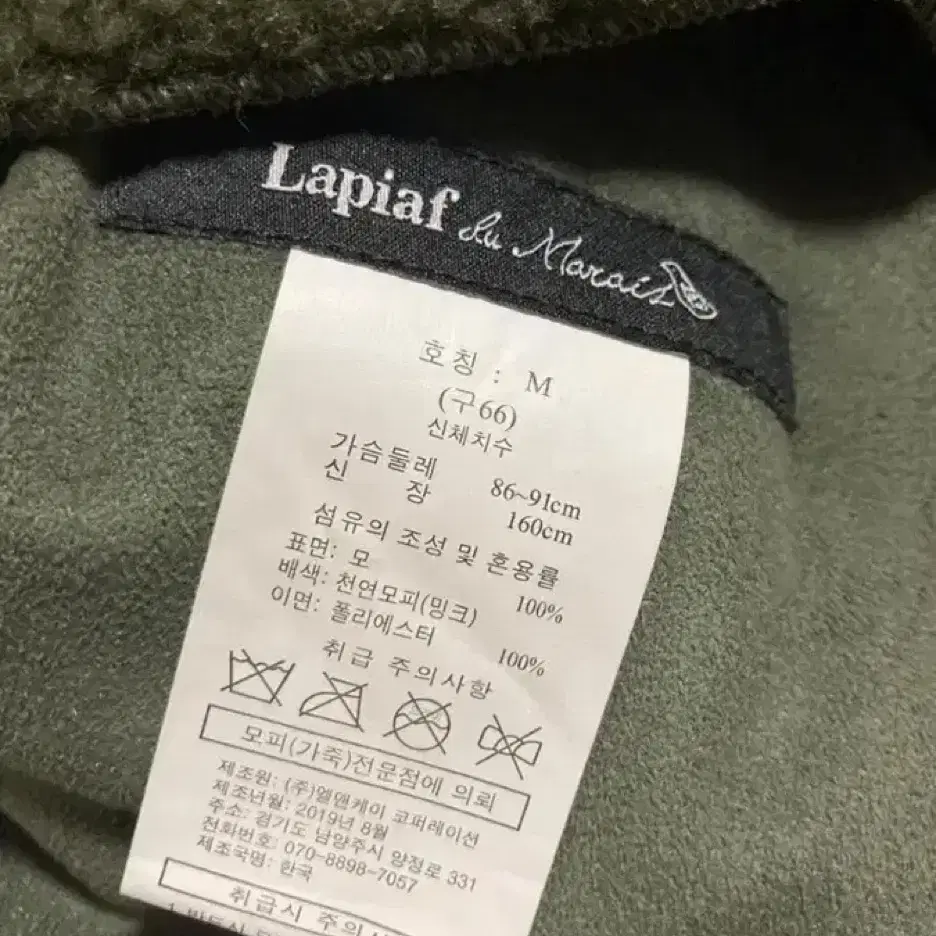 Lapiaf du Marais
호칭 : M
(구66)
신체치수
가슴둘레 86~91cm
신 장 160cm
섬유의 조성 및 혼용률
표면: 모 100%
배색: 천연모피(밍크)
이면: 폴리에스터 100%
취급 주의사항
모피(가죽)전문점에 의뢰
제조원: (주)엘앤케이 코퍼레이션
제조년월: 2019년 8월
주소: 경기도 남양주시 양정로 331
전화번호: 070-8898-7057
제조국명: 한국
취급시 주의사
1. 반드시